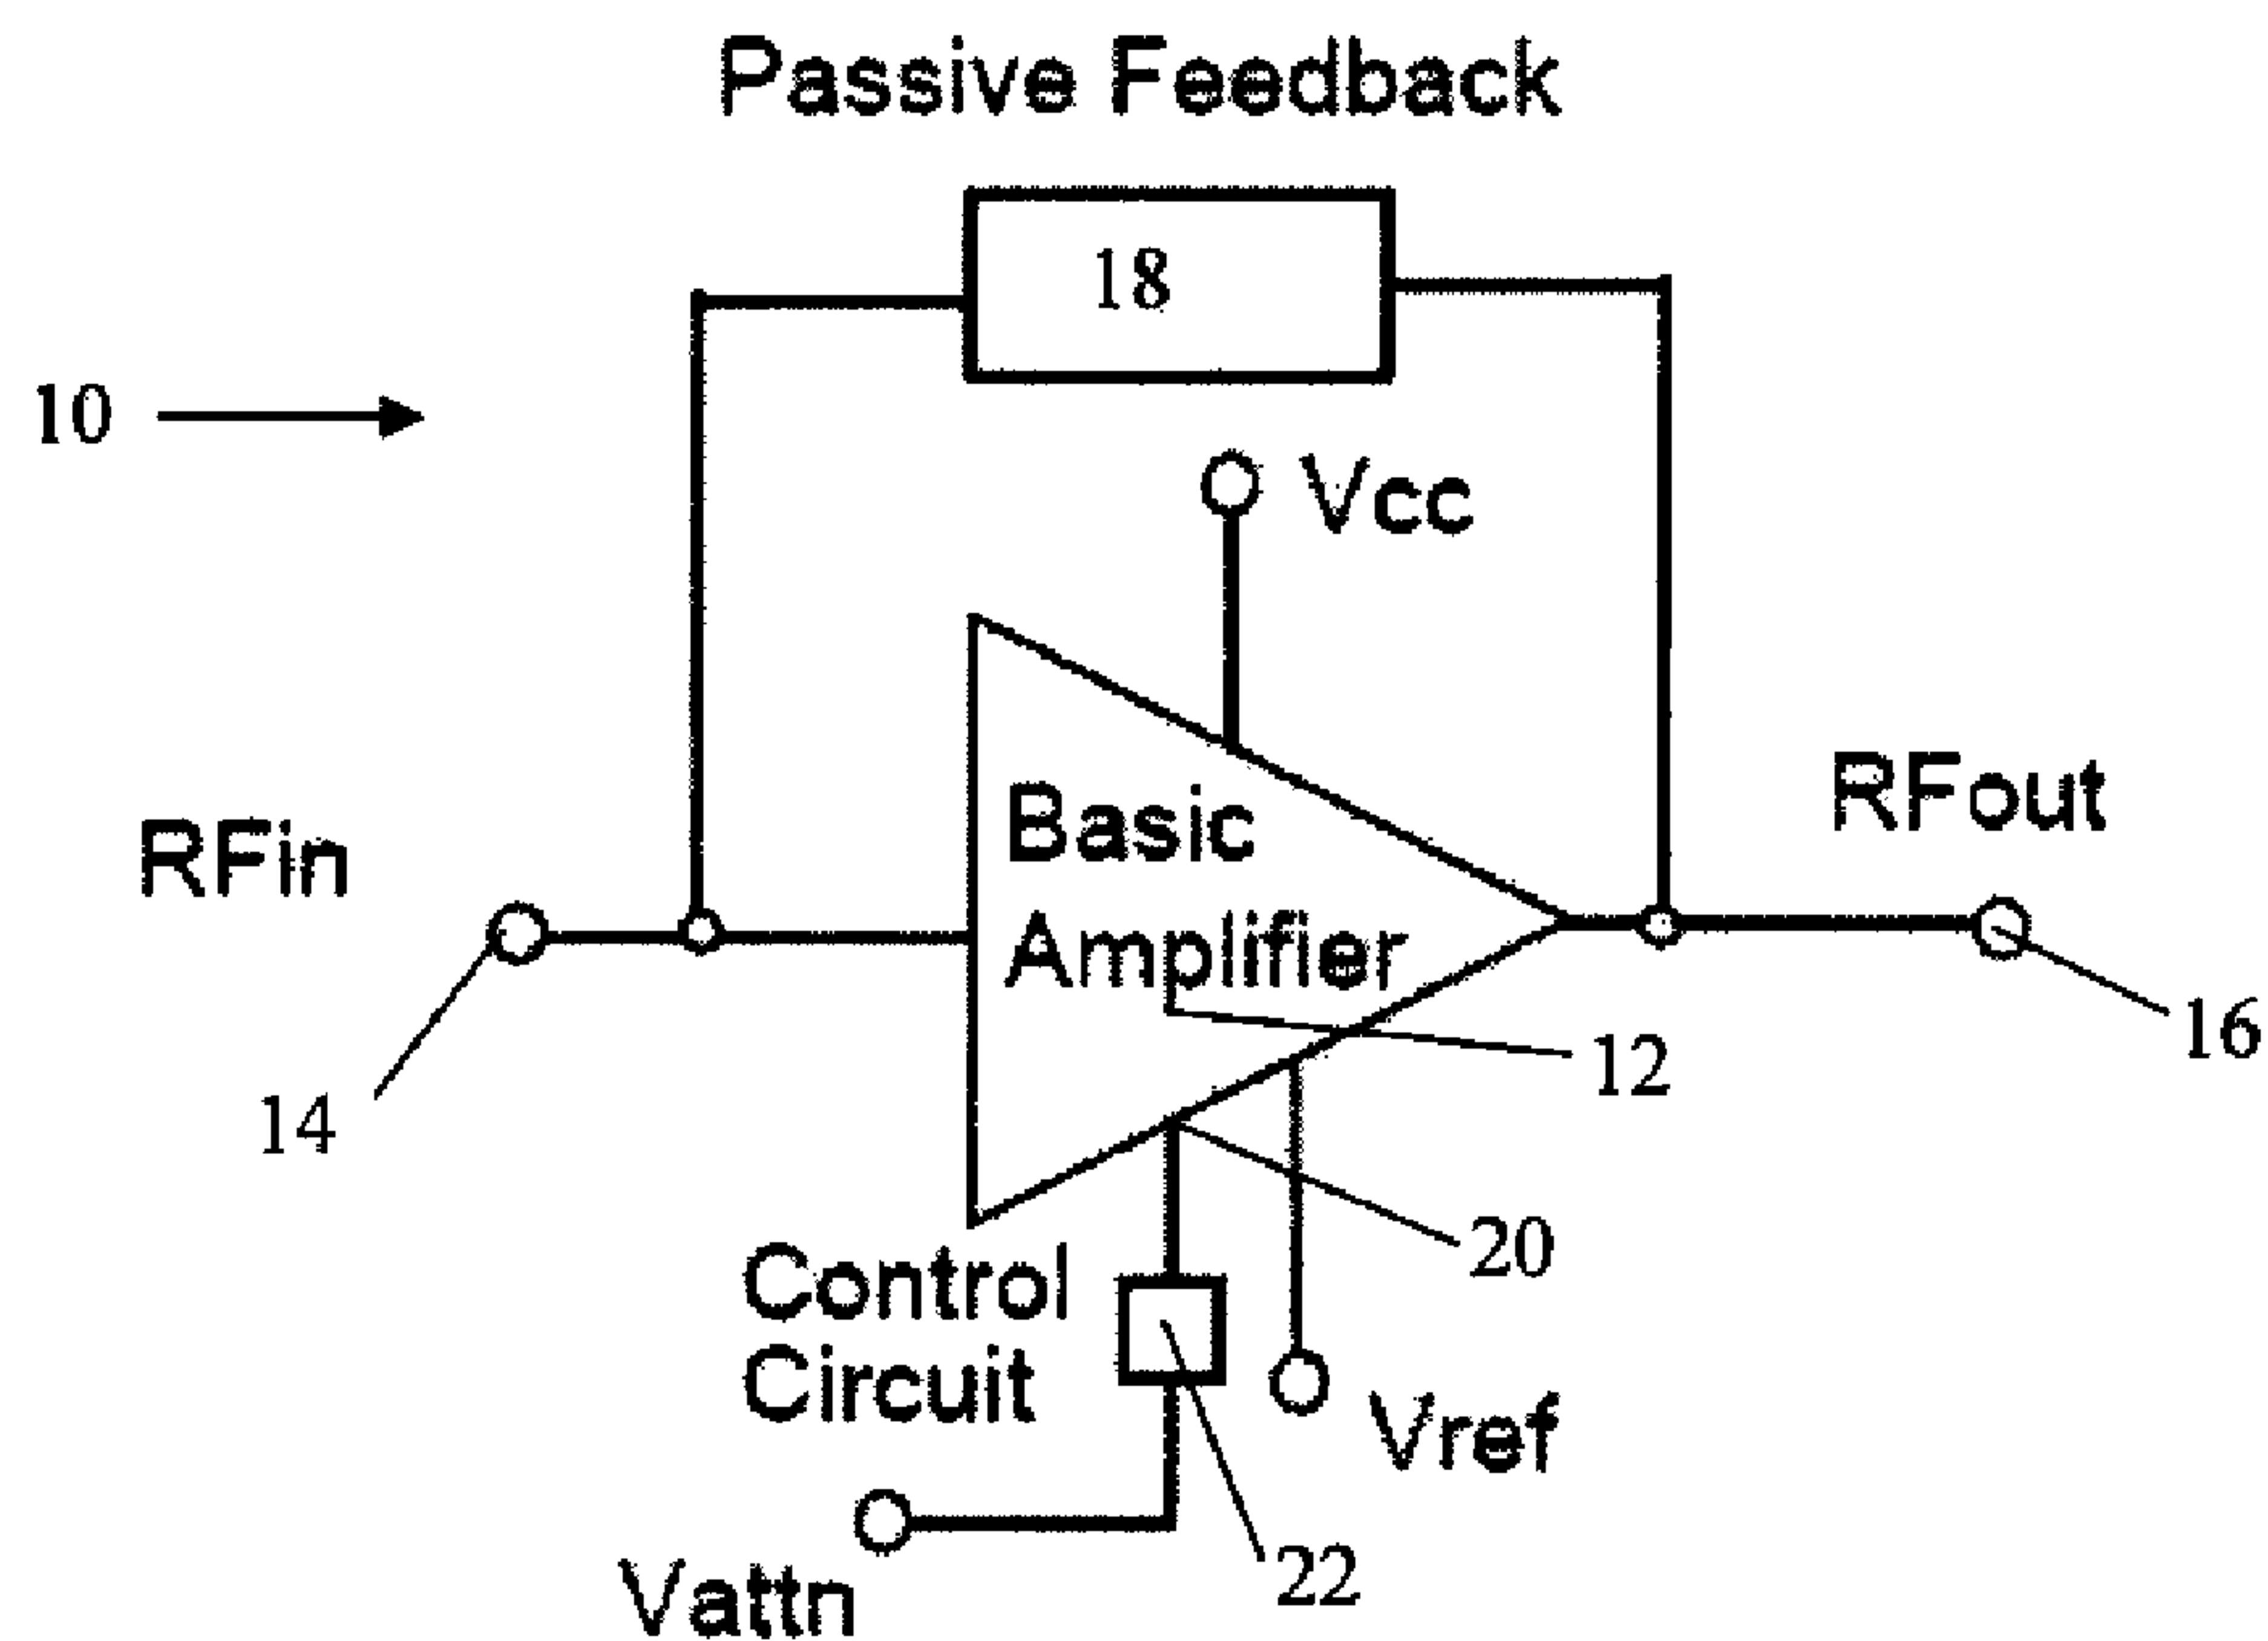 Passive Feedback
18
10
Vcc
Basic
Amplifier
RFin
RFout
16
12
14
20
Control
Circuit
Vref
Vattn
22